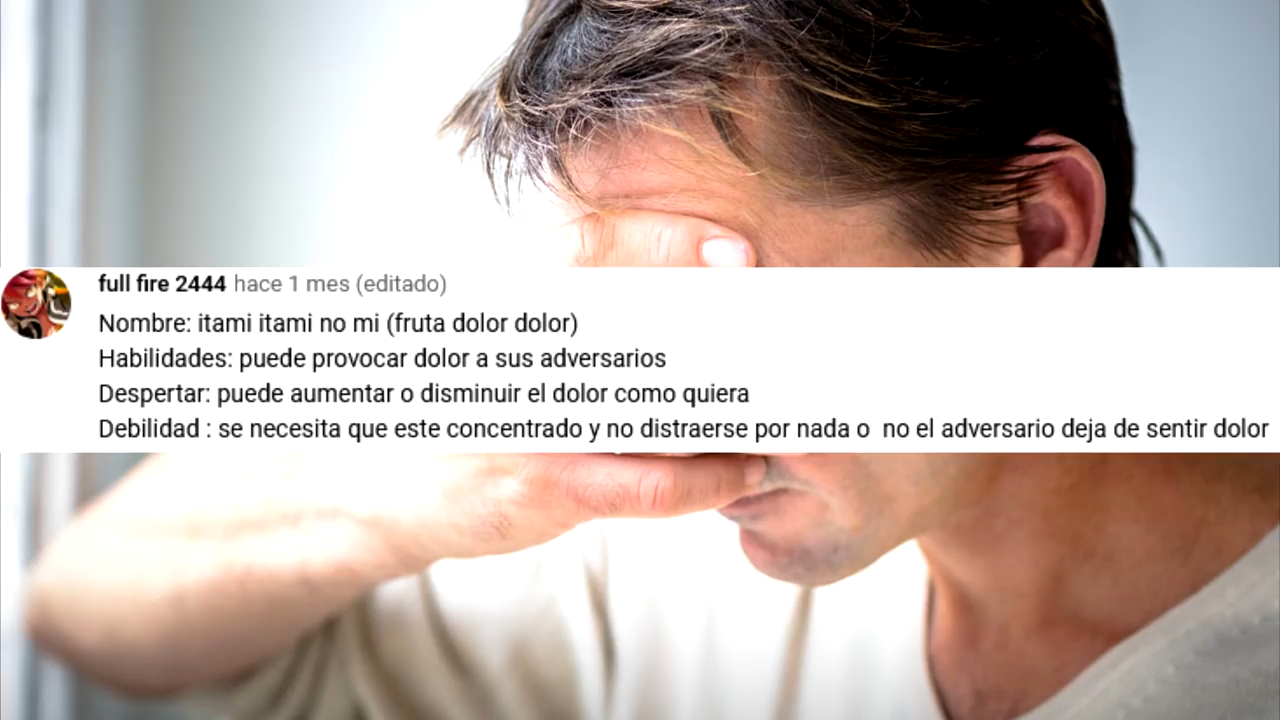 full fire 2444 hace 1 mes (editado)
Nombre: itami itami no mi (fruta dolor dolor)
Habilidades: puede provocar dolor a sus adversarios
Despertar: puede aumentar o disminuir el dolor como quiera
Debilidad : se necesita que este concentrado y no distraerse por nada o  no el adversario deja de sentir dolor